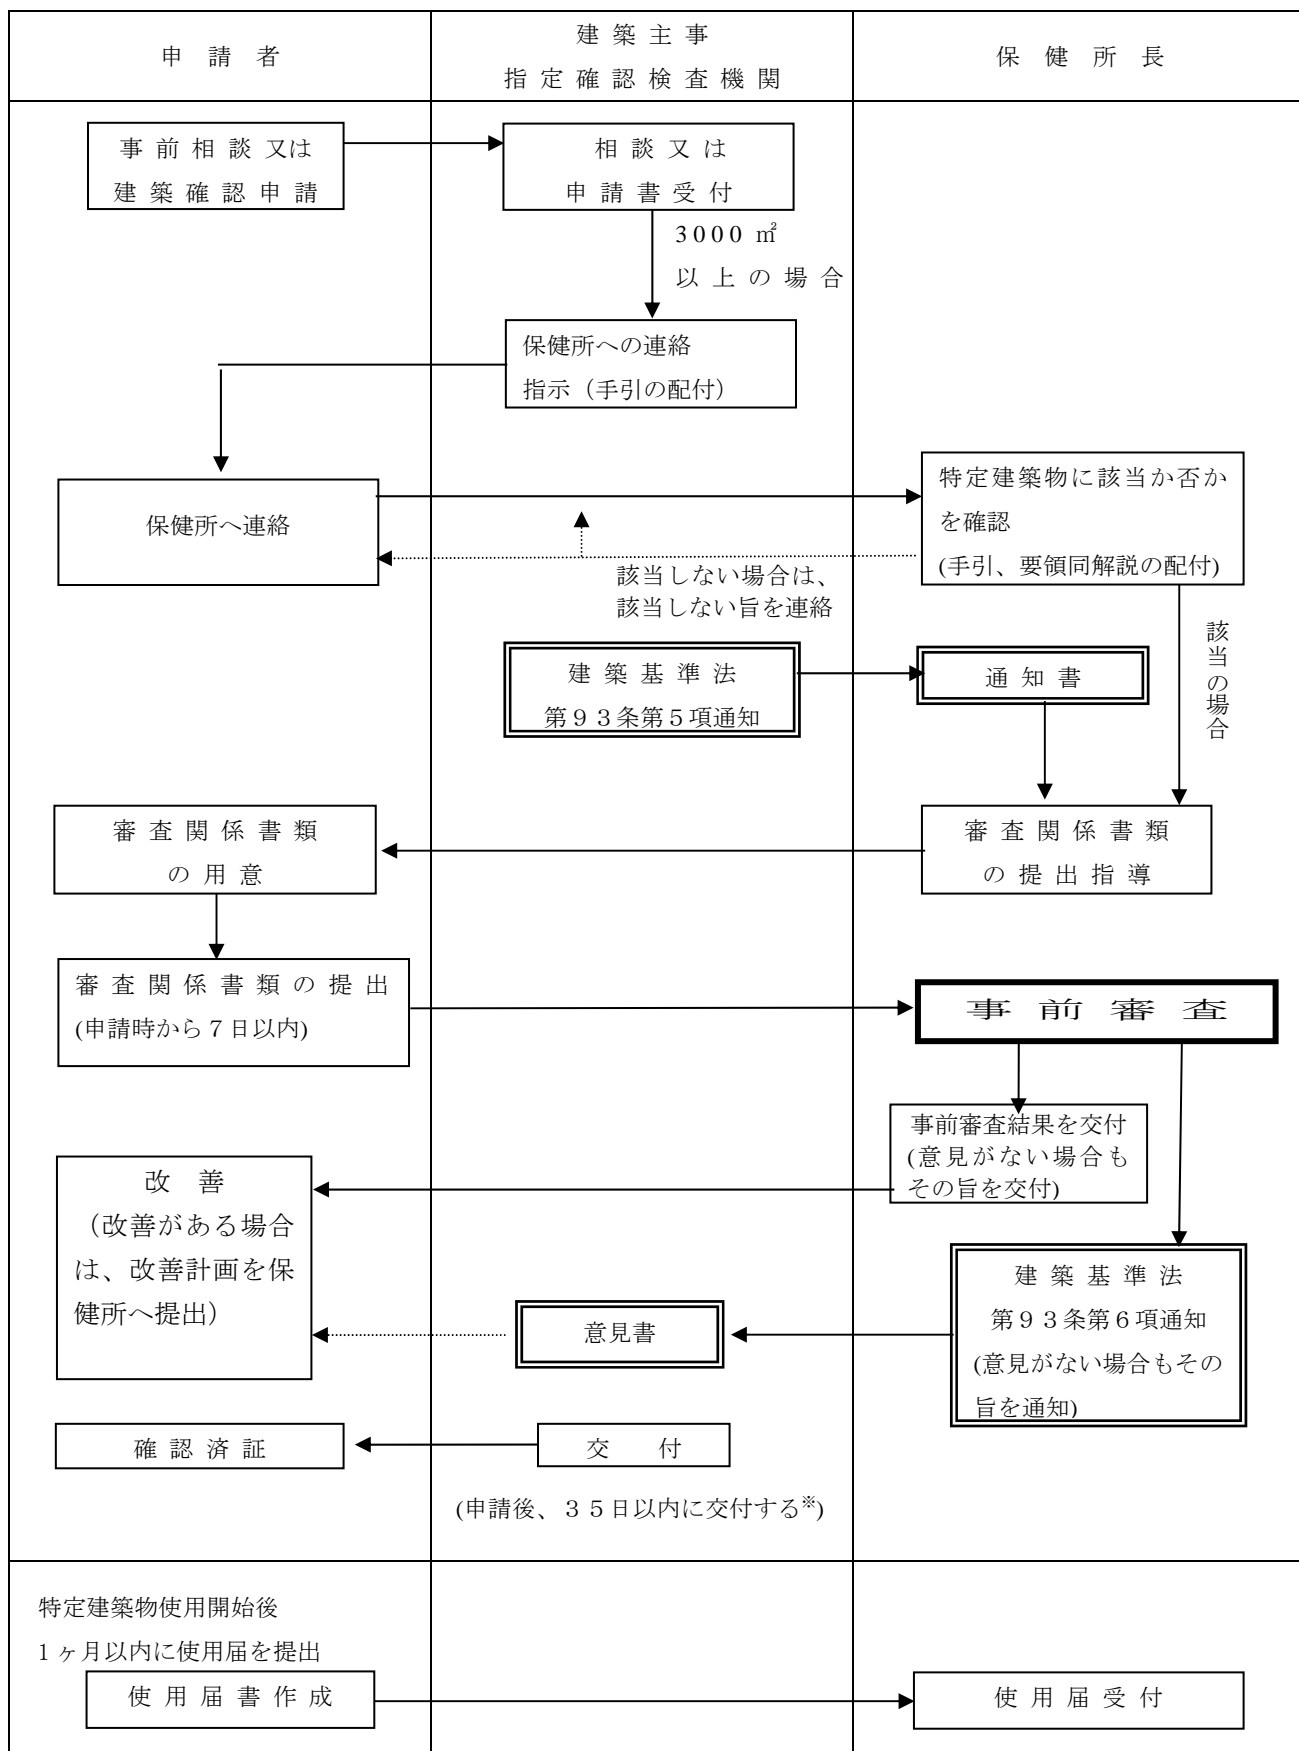 申請者
建築主事
指定確認検査機関
保健所長
事前相談又は
建築確認申請
相談又は
申請書受付
3000㎡
以上の場合
保健所への連絡
指示（手引の配付）
保健所へ連絡
特定建築物に該当か否か
を確認
(手引、要領同解説の配付)
該当しない場合は、
該当しない旨を連絡
該当の場合
建築基準法
第９３条第５項通知
通知書
審査関係書類
の用意
審査関係書類
の提出指導
審査関係書類の提出
(申請時から７日以内)
事前審査
事前審査結果を交付
(意見がない場合も
その旨を交付)
改　善
（改善がある場合
は、改善計画を保
健所へ提出）
建築基準法
第９３条第６項通知
(意見がない場合もその
旨を通知)
意見書
確認済証
交　付
(申請後、３５日以内に交付する※)
特定建築物使用開始後
1ヶ月以内に使用届を提出
使用届書作成
使用届受付